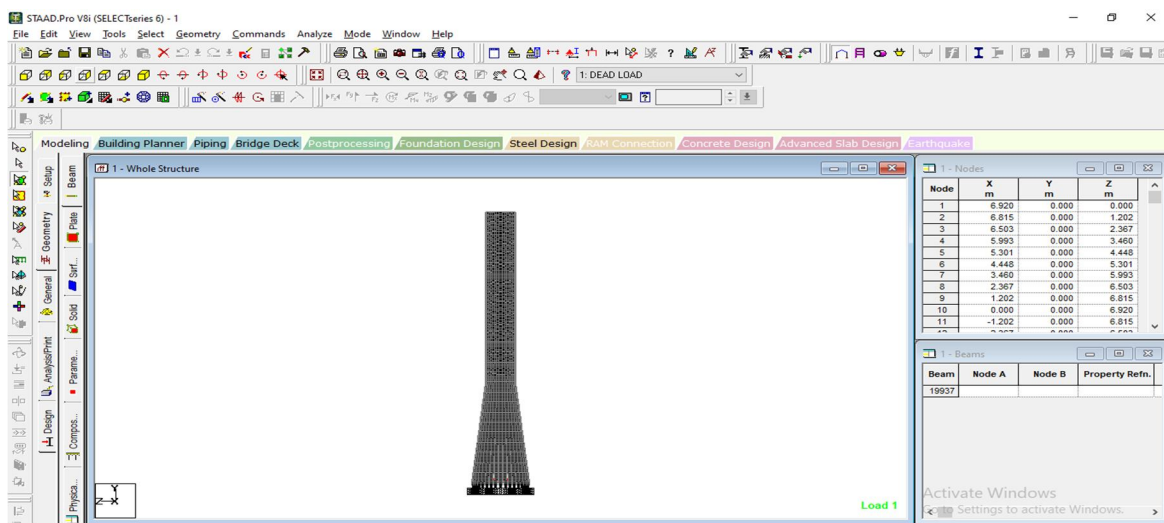 STAAD.Pro V8i (SELECTseries 6) - 1
File Edit View Tools Select Geometry Commands Analyze Mode Window Help
1: DEAD LOAD
Modeling Building Planner Piping Bridge Deck Postprocessing Foundation Design Steel Design RAM Connection Concrete Design Advanced Slab Design Earthquake
Setup
Geometry
General
Analysis/Print
Design
Beam
Plate
Surf...
Solid
Parame...
Compos...
Physica...
1 - Whole Structure
Y
Z X
Load 1
1 - Nodes
Node X m Y m Z m
1 6.920 0.000 0.000
2 6.815 0.000 1.202
3 6.503 0.000 2.367
4 5.993 0.000 3.460
5 5.301 0.000 4.448
6 4.448 0.000 5.301
7 3.460 0.000 5.993
8 2.367 0.000 6.503
9 1.202 0.000 6.815
10 0.000 0.000 6.920
11 -1.202 0.000 6.815
1 - Beams
Beam Node A Node B Property Refn.
19937
Activate Windows
Go to Settings to activate Windows.